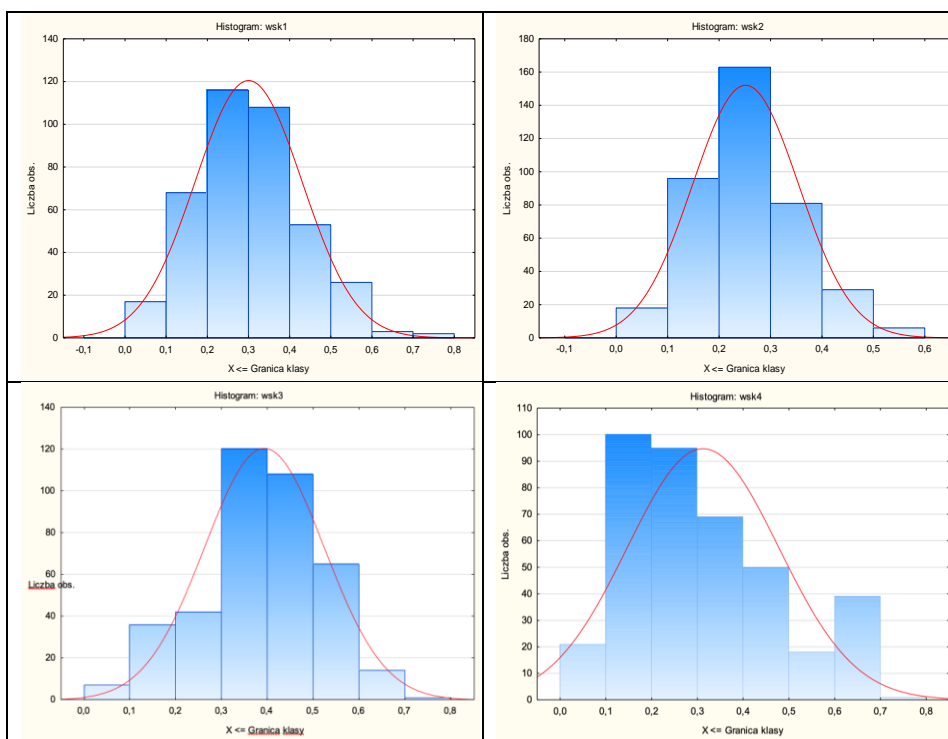 Histogram: wsk1
140
120
100
80
60
40
20
0
Liczba obs.
-0,1 0,0 0,1 0,2 0,3 0,4 0,5 0,6 0,7 0,8
X <= Granica klasy
Histogram: wsk2
180
160
140
120
100
80
60
40
20
0
Liczba obs.
-0,1 0,0 0,1 0,2 0,3 0,4 0,5 0,6
X <= Granica klasy
Histogram: wsk3
140
120
100
80
60
40
20
0
Liczba obs.
0,0 0,1 0,2 0,3 0,4 0,5 0,6 0,7 0,8
X <= Granica klasy
Histogram: wsk4
110
100
90
80
70
60
50
40
30
20
10
0
Liczba obs.
0,0 0,1 0,2 0,3 0,4 0,5 0,6 0,7 0,8
X <= Granica klasy